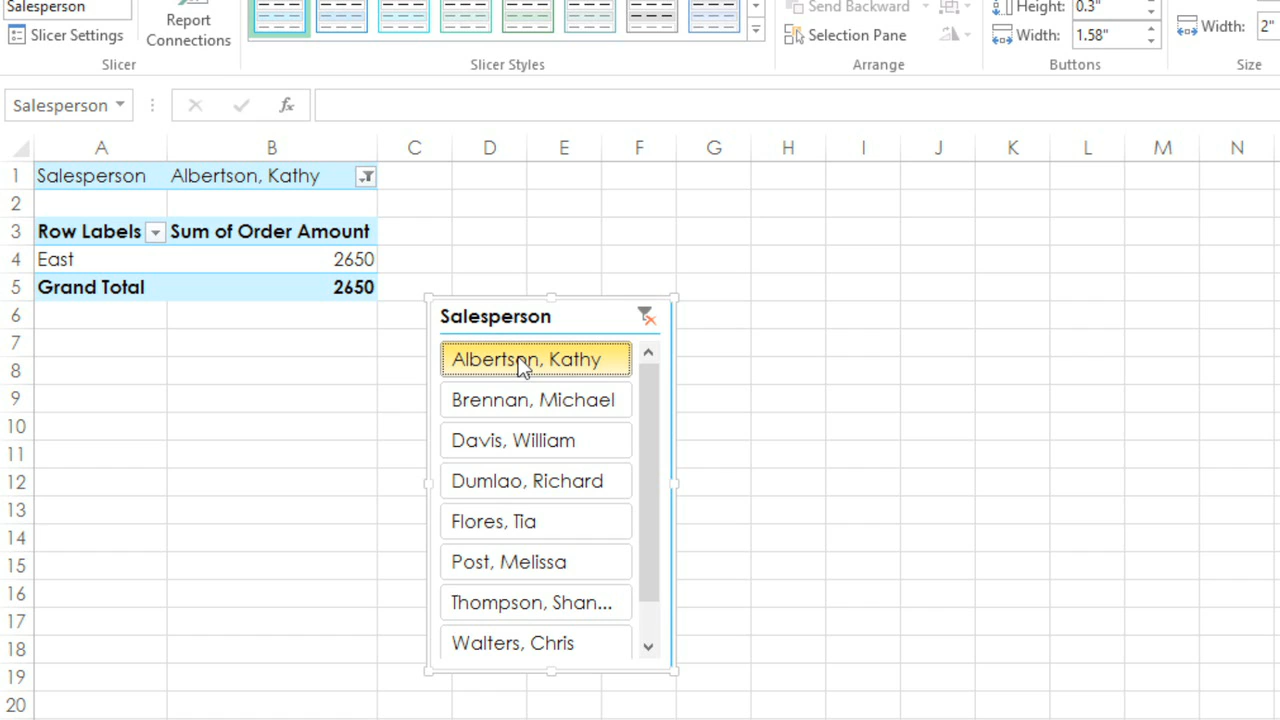 Salesperson
Slicer Settings
Report
Connections
Slicer
Slicer Styles
Send Backward
Selection Pane
Arrange
Height: 0.3"
Width: 1.58"
Buttons
Width: 2"
Size
Salesperson
fx
A B C D E F G H I J K L M N
1 Salesperson Albertson, Kathy
2
3 Row Labels Sum of Order Amount
4 East 2650
5 Grand Total 2650
6
7
8
9
10
11
12
13
14
15
16
17
18
19
20
Salesperson
Albertson, Kathy
Brennan, Michael
Davis, William
Dumlao, Richard
Flores, Tia
Post, Melissa
Thompson, Shan...
Walters, Chris